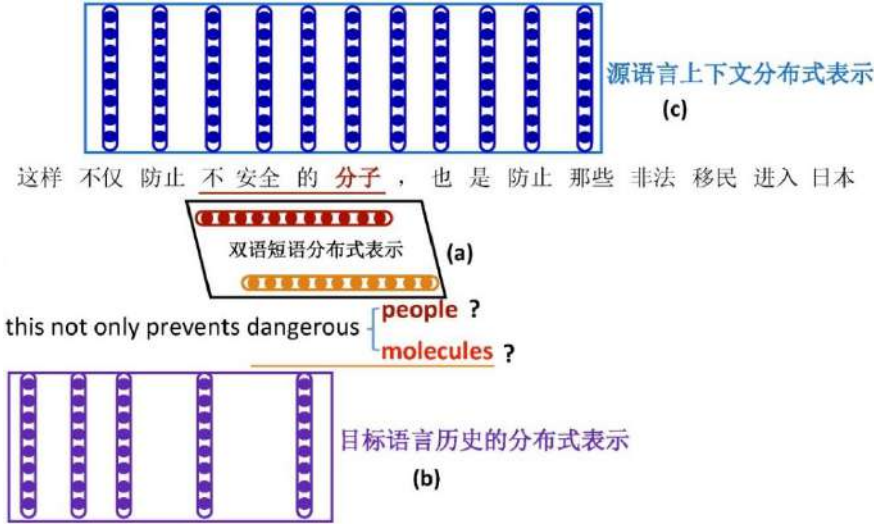 源语言上下文分布式表示
(c)
这样 不仅 防止 不 安全 的 分子 , 也 是 防止 那些 非法 移民 进入 日本
双语短语分布式表示
(a)
this not only prevents dangerous
people ?
molecules ?
目标语言历史的分布式表示
(b)